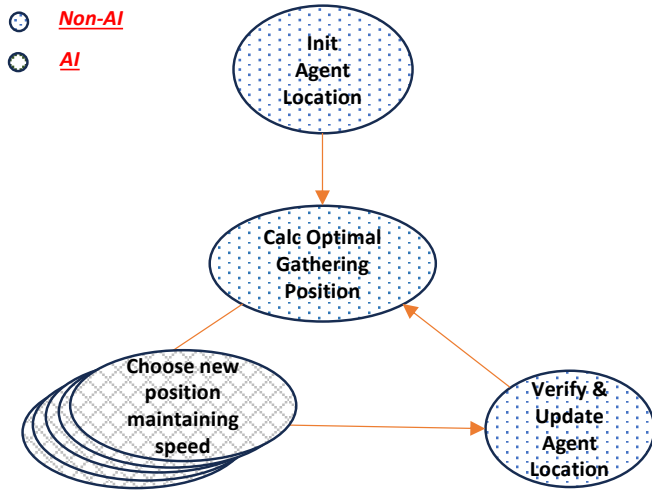 Non-AI
AI
Init
Agent
Location
Calc Optimal
Gathering
Position
Choose new
position
maintaining
speed
Verify &
Update
Agent
Location